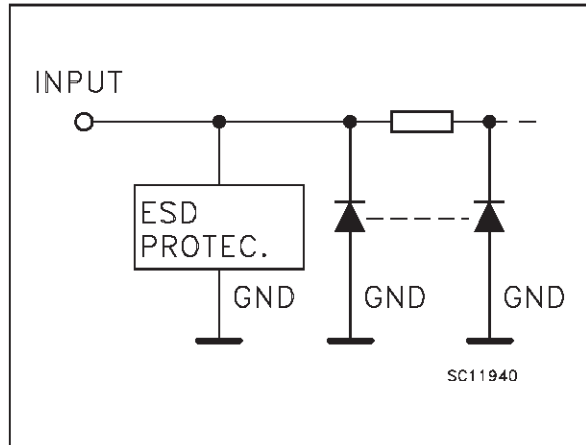 INPUT
ESD
PROTEC.
GND
GND
GND
SC11940